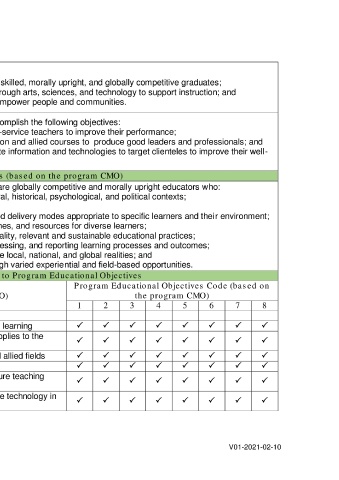 skilled, morally upright, and globally competitive graduates;
rough arts, sciences, and technology to support instruction; and
mpower people and communities.
complish the following objectives:
-service teachers to improve their performance;
on and allied courses to produce good leaders and professionals; and
te information and technologies to target clienteles to improve their well-
s (based on the program CMO)
are globally competitive and morally upright educators who:
al, historical, psychological, and political contexts;
d delivery modes appropriate to specific learners and their environment;
nes, and resources for diverse learners;
ality, relevant and sustainable educational practices;
essing, and reporting learning processes and outcomes;
e local, national, and global realities; and
gh varied experiential and field-based opportunities.
to Program Educational Objectives
O)
Program Educational Objectives Code (based on
the program CMO)
1 2 3 4 5 6 7 8
learning ✓ ✓ ✓ ✓ ✓ ✓ ✓ ✓
pplies to the ✓ ✓ ✓ ✓ ✓ ✓ ✓ ✓
d allied fields ✓ ✓ ✓ ✓ ✓ ✓ ✓ ✓
✓ ✓ ✓ ✓ ✓ ✓ ✓ ✓
ure teaching ✓ ✓ ✓ ✓ ✓ ✓ ✓ ✓
e technology in ✓ ✓ ✓ ✓ ✓ ✓ ✓ ✓
V01-2021-02-10